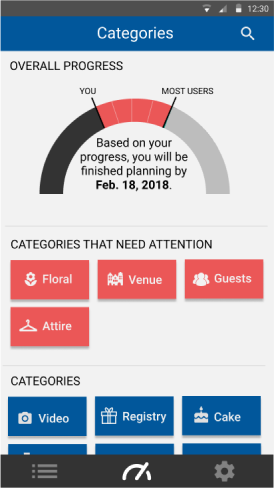 12:30
Categories
OVERALL PROGRESS
YOU
MOST USERS
Based on your
progress, you will be
finished planning by
Feb. 18, 2018.
CATEGORIES THAT NEED ATTENTION
Floral
Venue
Guests
Attire
CATEGORIES
Video
Registry
Cake